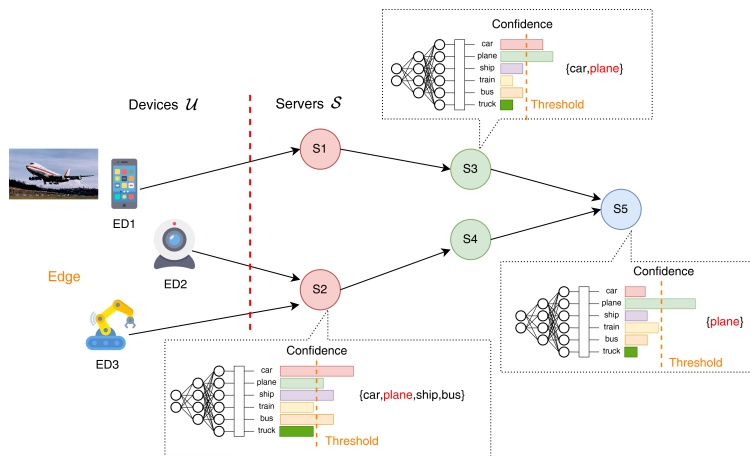 Confidence
car
plane
ship
train
bus
truck
{car,plane}
Threshold
Devices 𝒰
Servers 𝒮
S1
S3
ED1
S5
S4
ED2
Edge
S2
ED3
Confidence
car
plane
ship
train
bus
truck
{plane}
Threshold
Confidence
car
plane
ship
train
bus
truck
{car,plane,ship,bus}
Threshold